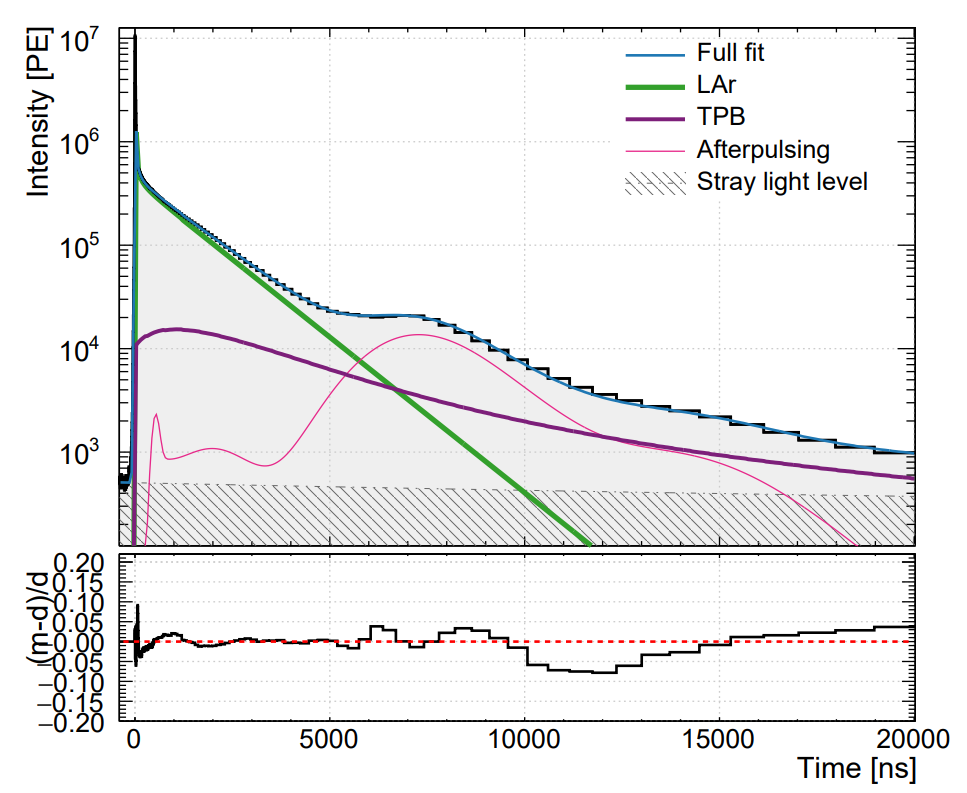 Intensity [PE]
10⁷
10⁶
10⁵
10⁴
10³
Full fit
LAr
TPB
Afterpulsing
Stray light level
(m-d)/d
0.20
0.15
0.10
0.05
0.00
−0.05
−0.10
−0.15
−0.20
0 5000 10000 15000 20000
Time [ns]